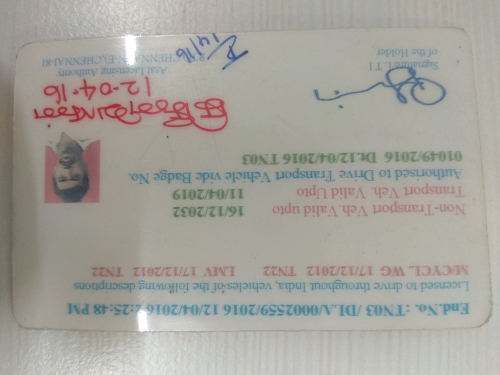 End.No. : TN03 /DLA/0002559/2016 12/04/2016 2:25:48 PM
Licensed to drive throughout India, vehicles of the following descriptions
M/CYCL. WG 17/12/2012 TN22 LMV 17/12/2012 TN22
Non-Transport Veh. Valid upto 16/12/2032
Transport Veh. Valid Upto 11/04/2019
Authorised to Drive Transport Vehicle vide Badge No.
01049/2016 Dt.12/04/2016 TN03
12-04-16
Signature/L.T.I of the Holder
Asst Licensing Authority
CHENNAI-81